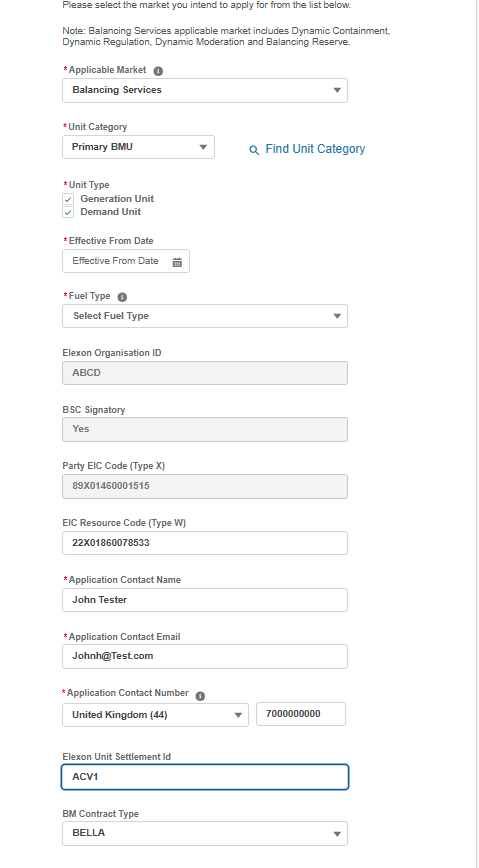 Please select the market you intend to apply for from the list below.
Note: Balancing Services applicable market includes Dynamic Containment,
Dynamic Regulation, Dynamic Moderation and Balancing Reserve.
*Applicable Market
Balancing Services
*Unit Category
Primary BMU
Find Unit Category
*Unit Type
Generation Unit
Demand Unit
*Effective From Date
Effective From Date
*Fuel Type
Select Fuel Type
Elexon Organisation ID
ABCD
BSC Signatory
Yes
Party EIC Code (Type X)
89X01460001515
EIC Resource Code (Type W)
22X01860078533
*Application Contact Name
John Tester
*Application Contact Email
Johnh@Test.com
*Application Contact Number
United Kingdom (44)
7000000000
Elexon Unit Settlement Id
ACV1
BM Contract Type
BELLA